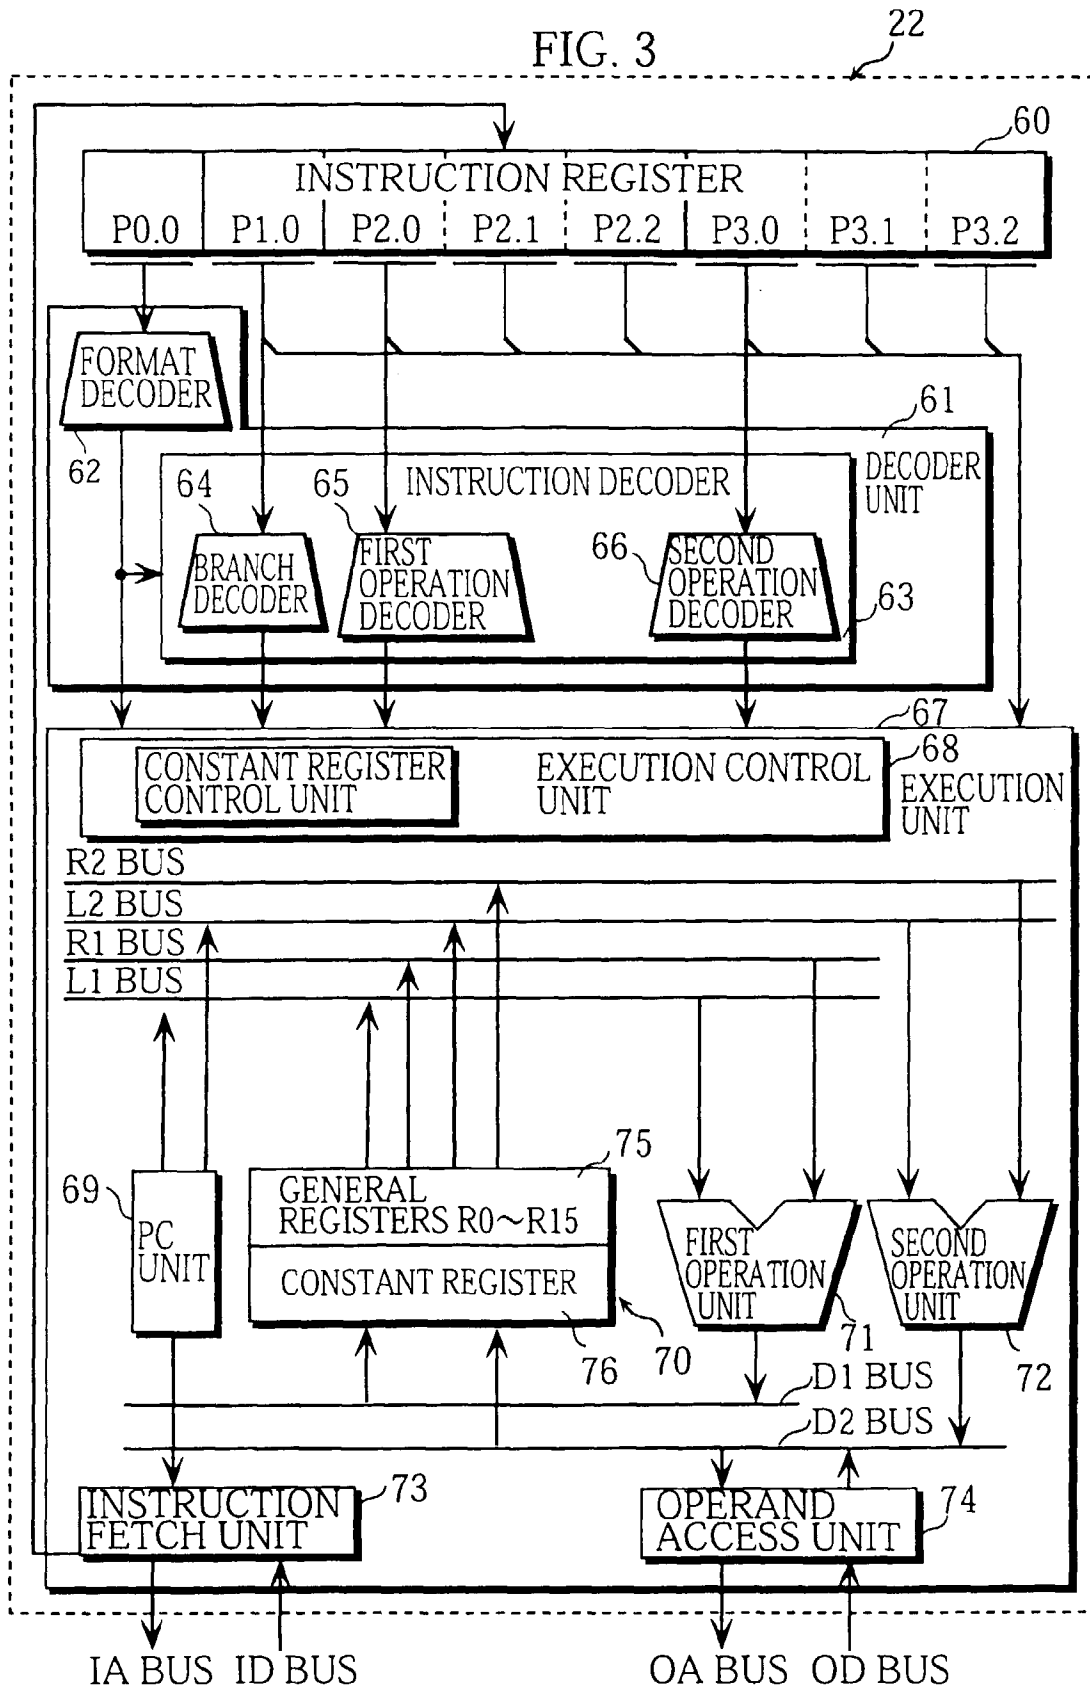 FIG. 3
22
60
INSTRUCTION REGISTER
P0.0 P1.0 P2.0 P2.1 P2.2 P3.0 P3.1 P3.2
FORMAT
DECODER
62
61
DECODER
UNIT
INSTRUCTION DECODER
64
65
66
63
BRANCH
DECODER
FIRST
OPERATION
DECODER
SECOND
OPERATION
DECODER
67
68
CONSTANT REGISTER
CONTROL UNIT
EXECUTION CONTROL
UNIT
EXECUTION
UNIT
R2 BUS
L2 BUS
R1 BUS
L1 BUS
69
PC
UNIT
75
GENERAL
REGISTERS R0~R15
CONSTANT REGISTER
76
70
FIRST
OPERATION
UNIT
71
SECOND
OPERATION
UNIT
72
D1 BUS
D2 BUS
INSTRUCTION
FETCH UNIT
73
OPERAND
ACCESS UNIT
74
IA BUS ID BUS OA BUS OD BUS